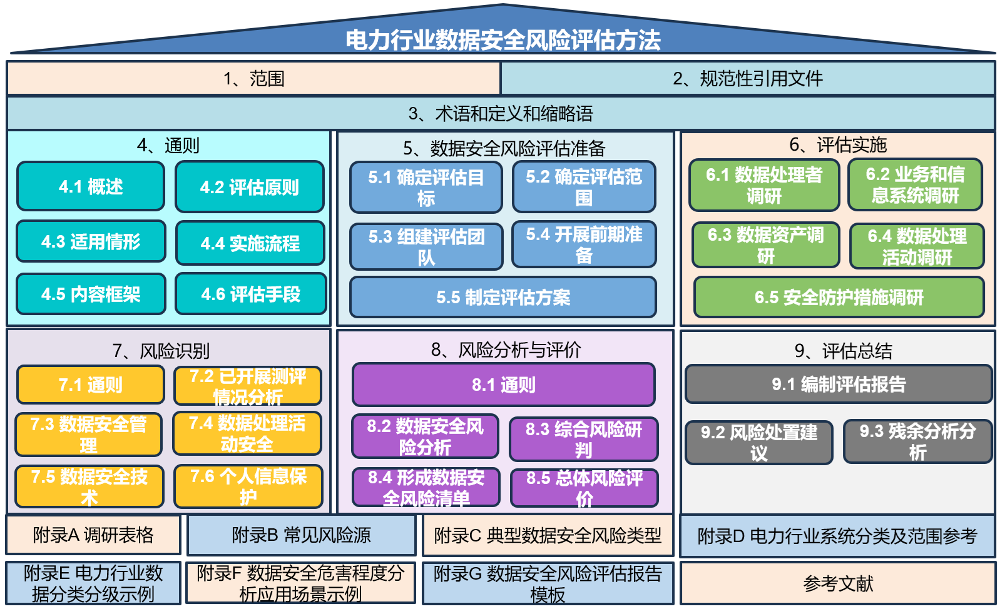 电力行业数据安全风险评估方法
1、范围
2、规范性引用文件
3、术语和定义和缩略语
4、通则
4.1 概述
4.2 评估原则
4.3 适用情形
4.4 实施流程
4.5 内容框架
4.6 评估手段
5、数据安全风险评估准备
5.1 确定评估目
标
5.2 确定评估范
围
5.3 组建评估团
队
5.4 开展前期准
备
5.5 制定评估方案
6、评估实施
6.1 数据处理者
调研
6.2 业务和信
息系统调研
6.3 数据资产调
研
6.4 数据处理
活动调研
6.5 安全防护措施调研
7、风险识别
7.1 通则
7.2 已开展测评
情况分析
7.3 数据安全管
理
7.4 数据处理活
动安全
7.5 数据安全技
术
7.6 个人信息保
护
8、风险分析与评价
8.1 通则
8.2 数据安全风
险分析
8.3 综合风险研
判
8.4 形成数据安
全风险清单
8.5 总体风险评
价
9、评估总结
9.1 编制评估报告
9.2 风险处置建
议
9.3 残余分析分
析
附录A 调研表格
附录B 常见风险源
附录C 典型数据安全风险类型
附录D 电力行业系统分类及范围参考
附录E 电力行业数
据分类分级示例
附录F 数据安全危害程度分
析应用场景示例
附录G 数据安全风险评估报告
模板
参考文献